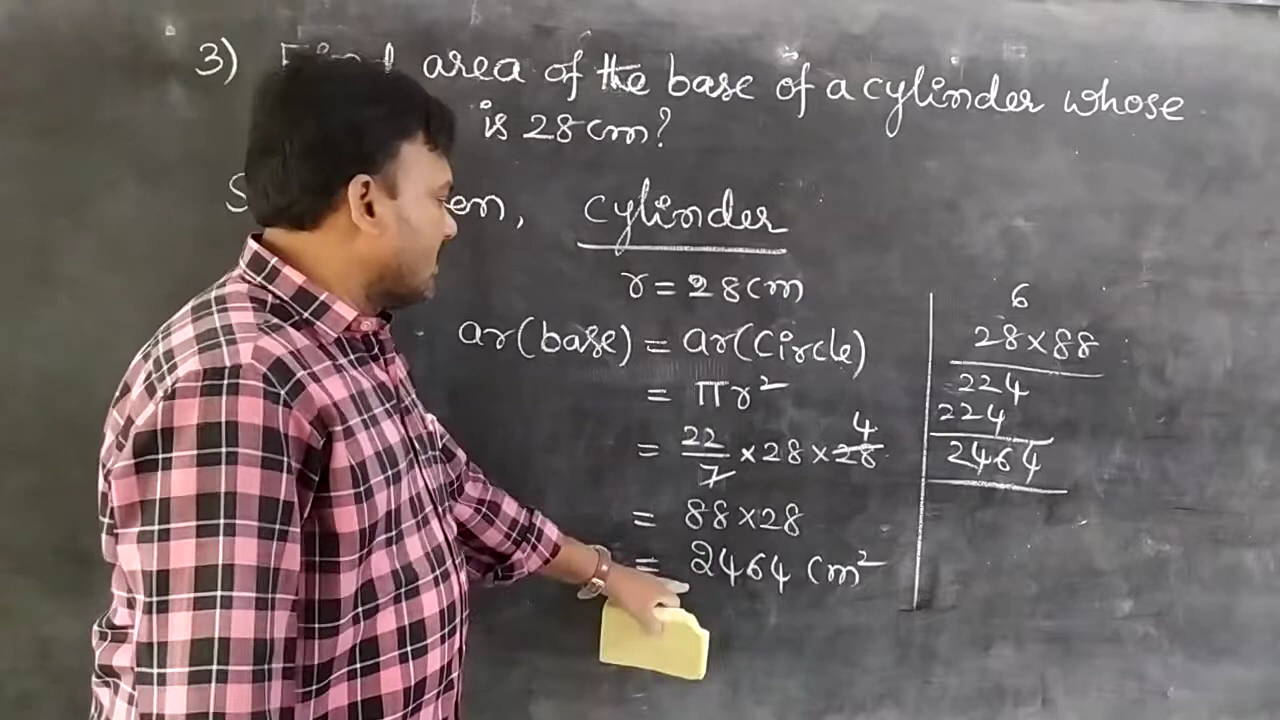 3) Find area of the base of a cylinder whose
is 28cm?
cylinder
r = 28cm
ar(base) = ar(Circle)
= πr²
= 22/7 × 28 × 28 4
= 88×28
= 2464 cm²
6
28×88
224
224
2464